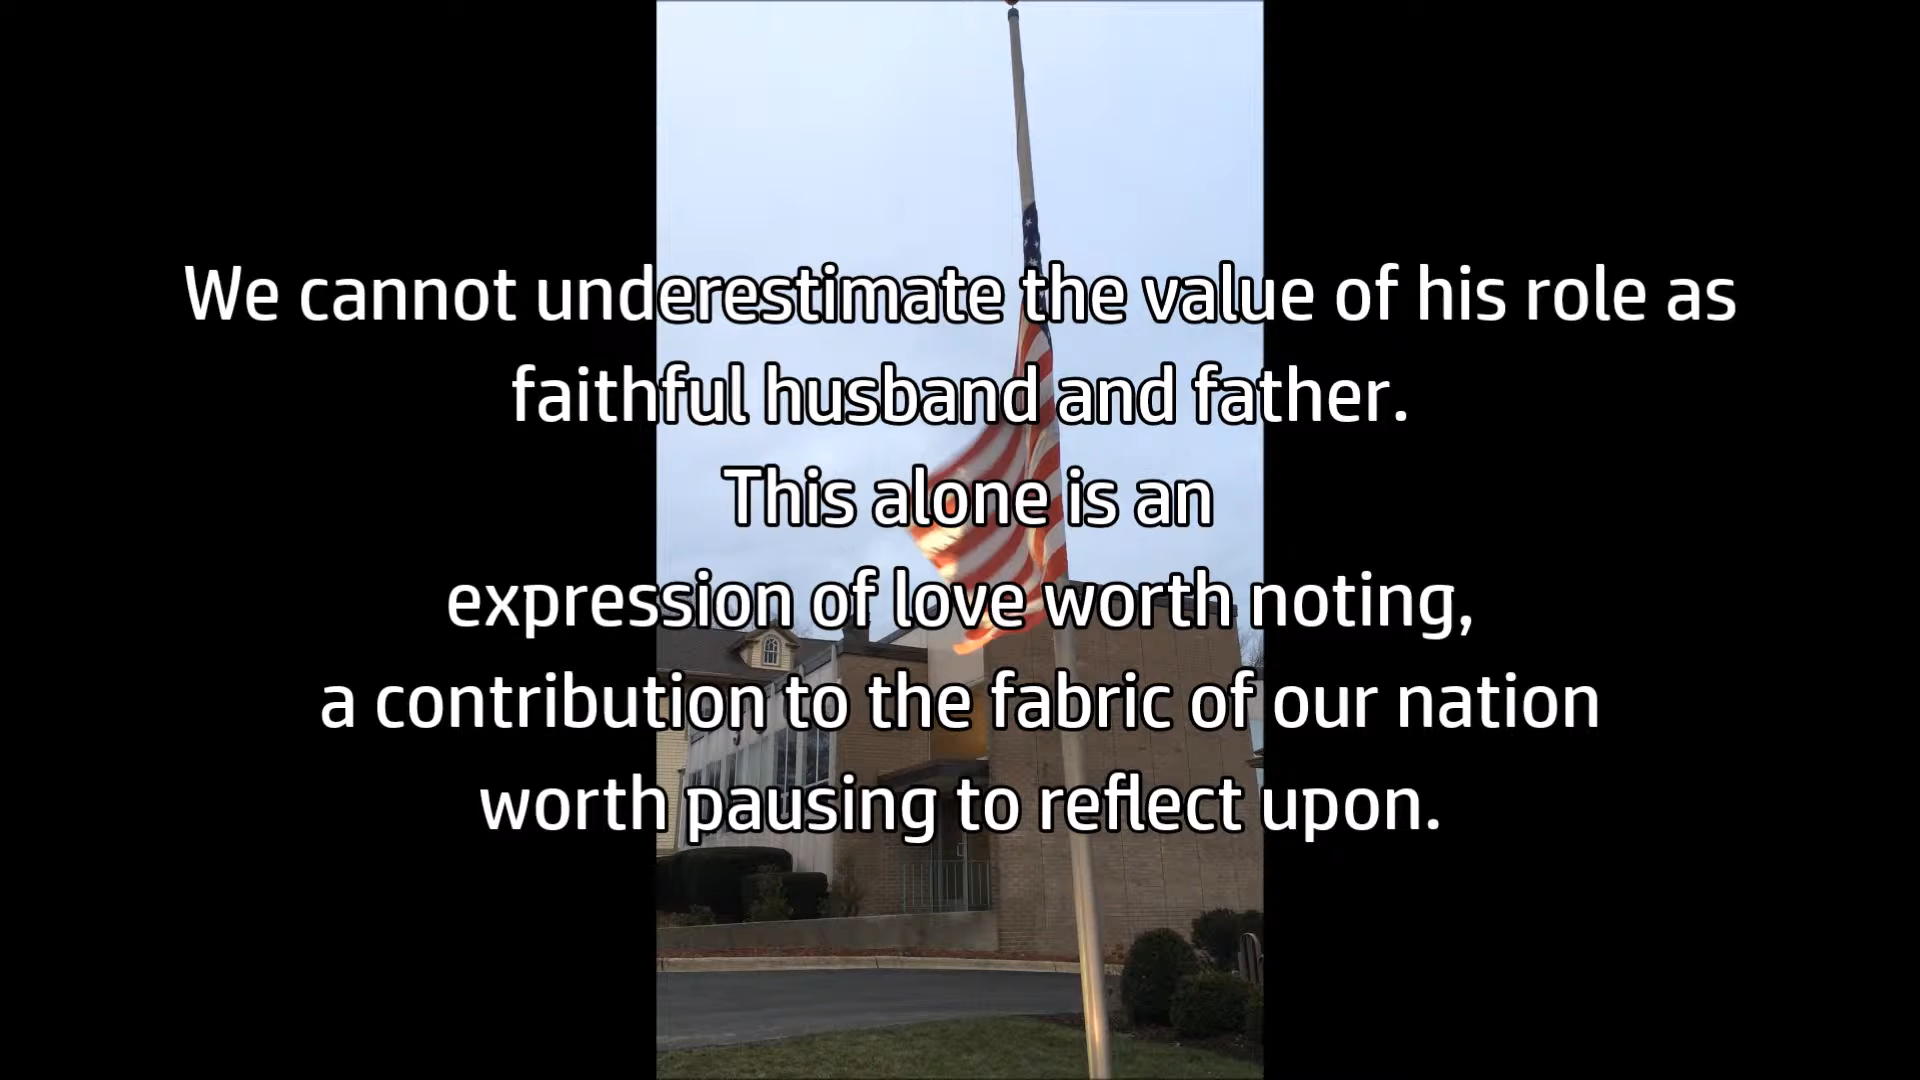 We cannot underestimate the value of his role as
faithful husband and father.
This alone is an
expression of love worth noting,
a contribution to the fabric of our nation
worth pausing to reflect upon.